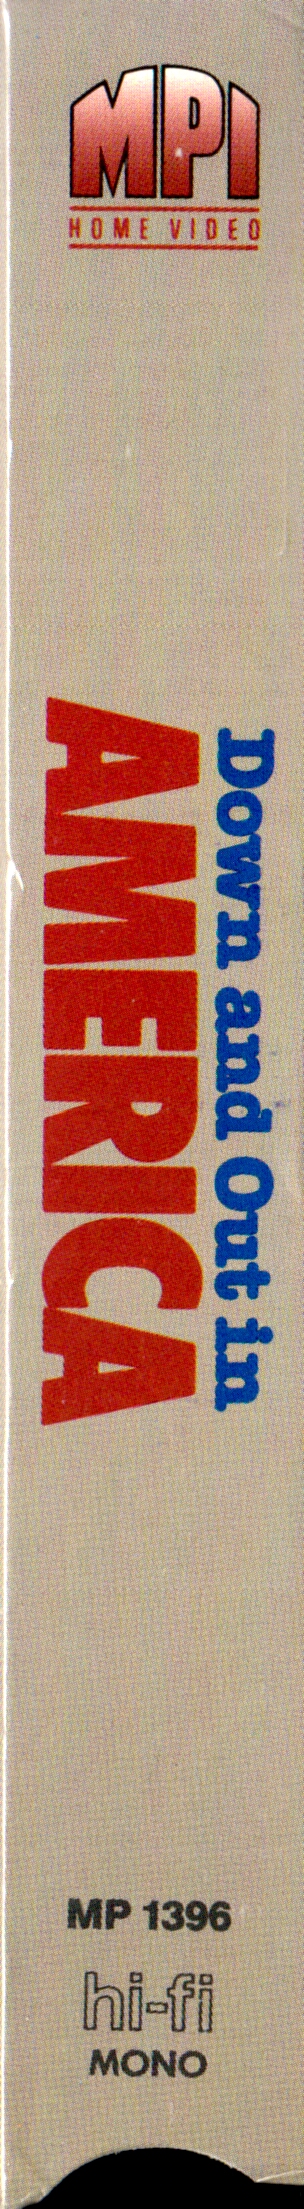 MPI
HOME VIDEO
Down and Out in
AMERICA
MP 1396
hi-fi
MONO